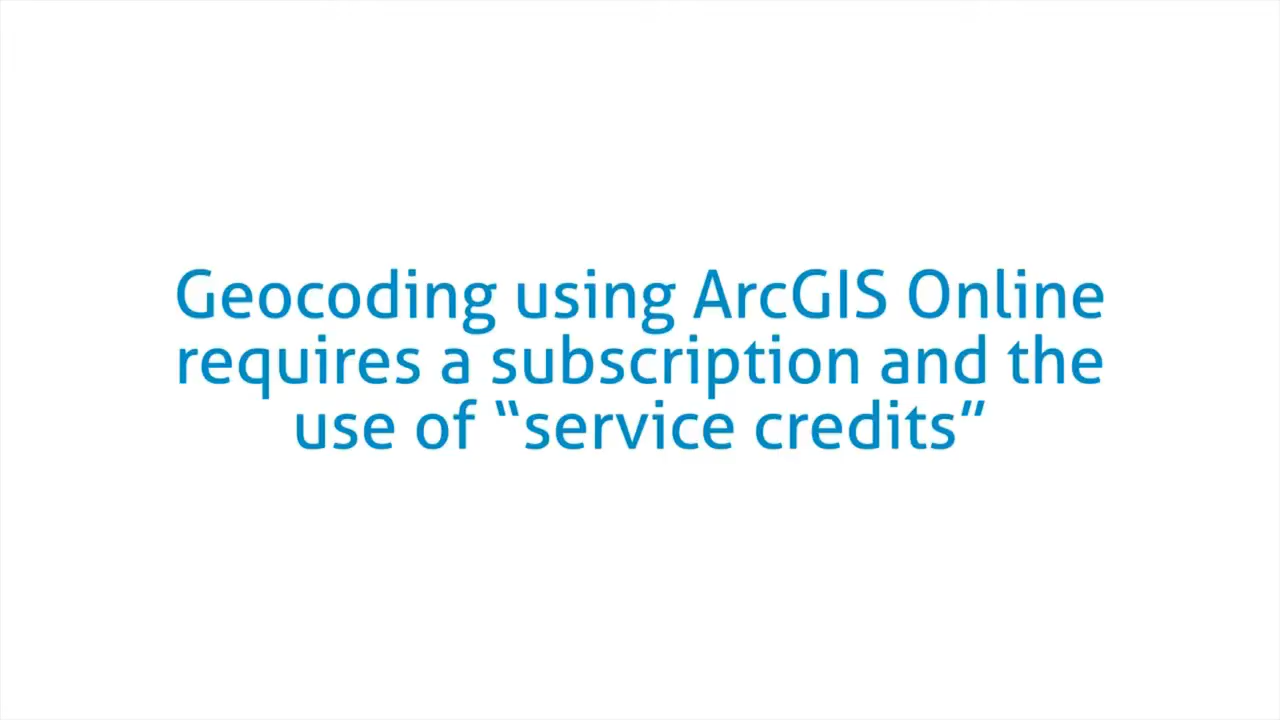 Geocoding using ArcGIS Online
requires a subscription and the
use of “service credits”